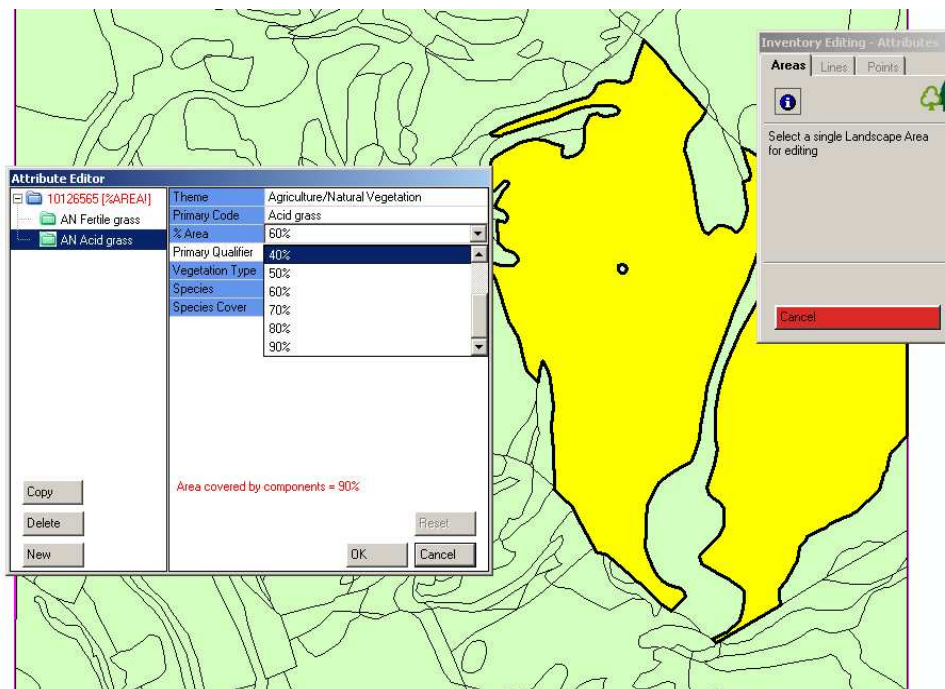 Inventory Editing - Attributes
Areas Lines Points
Select a single Landscape Area
for editing
Cancel
Attribute Editor
10126565 [%AREA!]
AN Fertile grass
AN Acid grass
Theme Agriculture/Natural Vegetation
Primary Code Acid grass
% Area 60%
Primary Qualifier 40%
Vegetation Type 50%
Species 60%
Species Cover 70%
80%
90%
Area covered by components = 90%
Copy
Delete
New
Reset
OK
Cancel